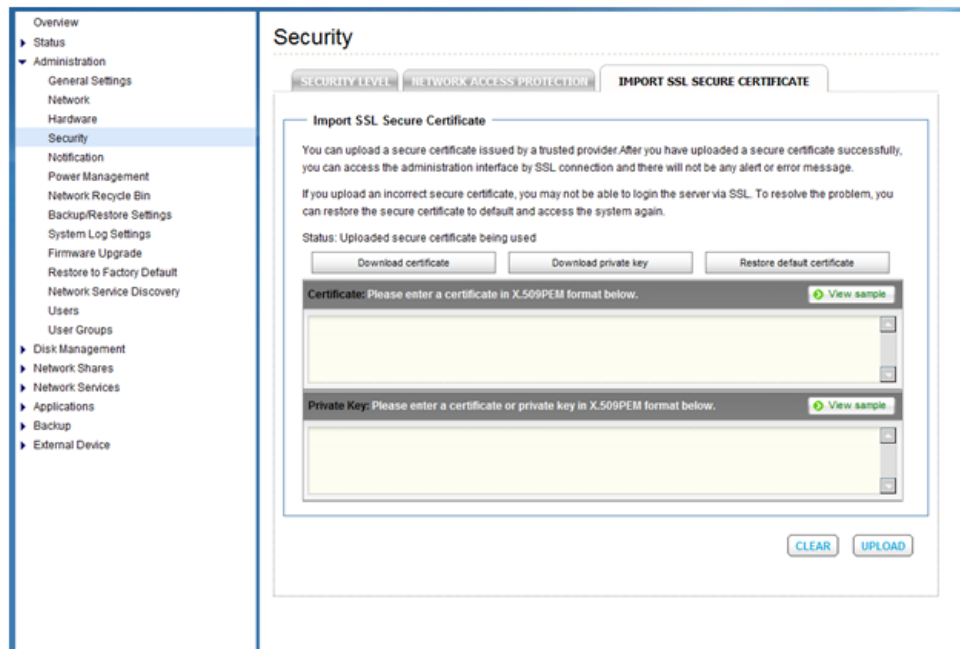 Overview
Status
Administration
General Settings
Network
Hardware
Security
Notification
Power Management
Network Recycle Bin
Backup/Restore Settings
System Log Settings
Firmware Upgrade
Restore to Factory Default
Network Service Discovery
Users
User Groups
Disk Management
Network Shares
Network Services
Applications
Backup
External Device
Security
SECURITY LEVEL
NETWORK ACCESS PROTECTION
IMPORT SSL SECURE CERTIFICATE
Import SSL Secure Certificate
You can upload a secure certificate issued by a trusted provider.After you have uploaded a secure certificate successfully,
you can access the administration interface by SSL connection and there will not be any alert or error message.
If you upload an incorrect secure certificate, you may not be able to login the server via SSL. To resolve the problem, you
can restore the secure certificate to default and access the system again.
Status: Uploaded secure certificate being used
Download certificate
Download private key
Restore default certificate
Certificate: Please enter a certificate in X.509PEM format below.
View sample
Private Key: Please enter a certificate or private key in X.509PEM format below.
View sample
CLEAR
UPLOAD